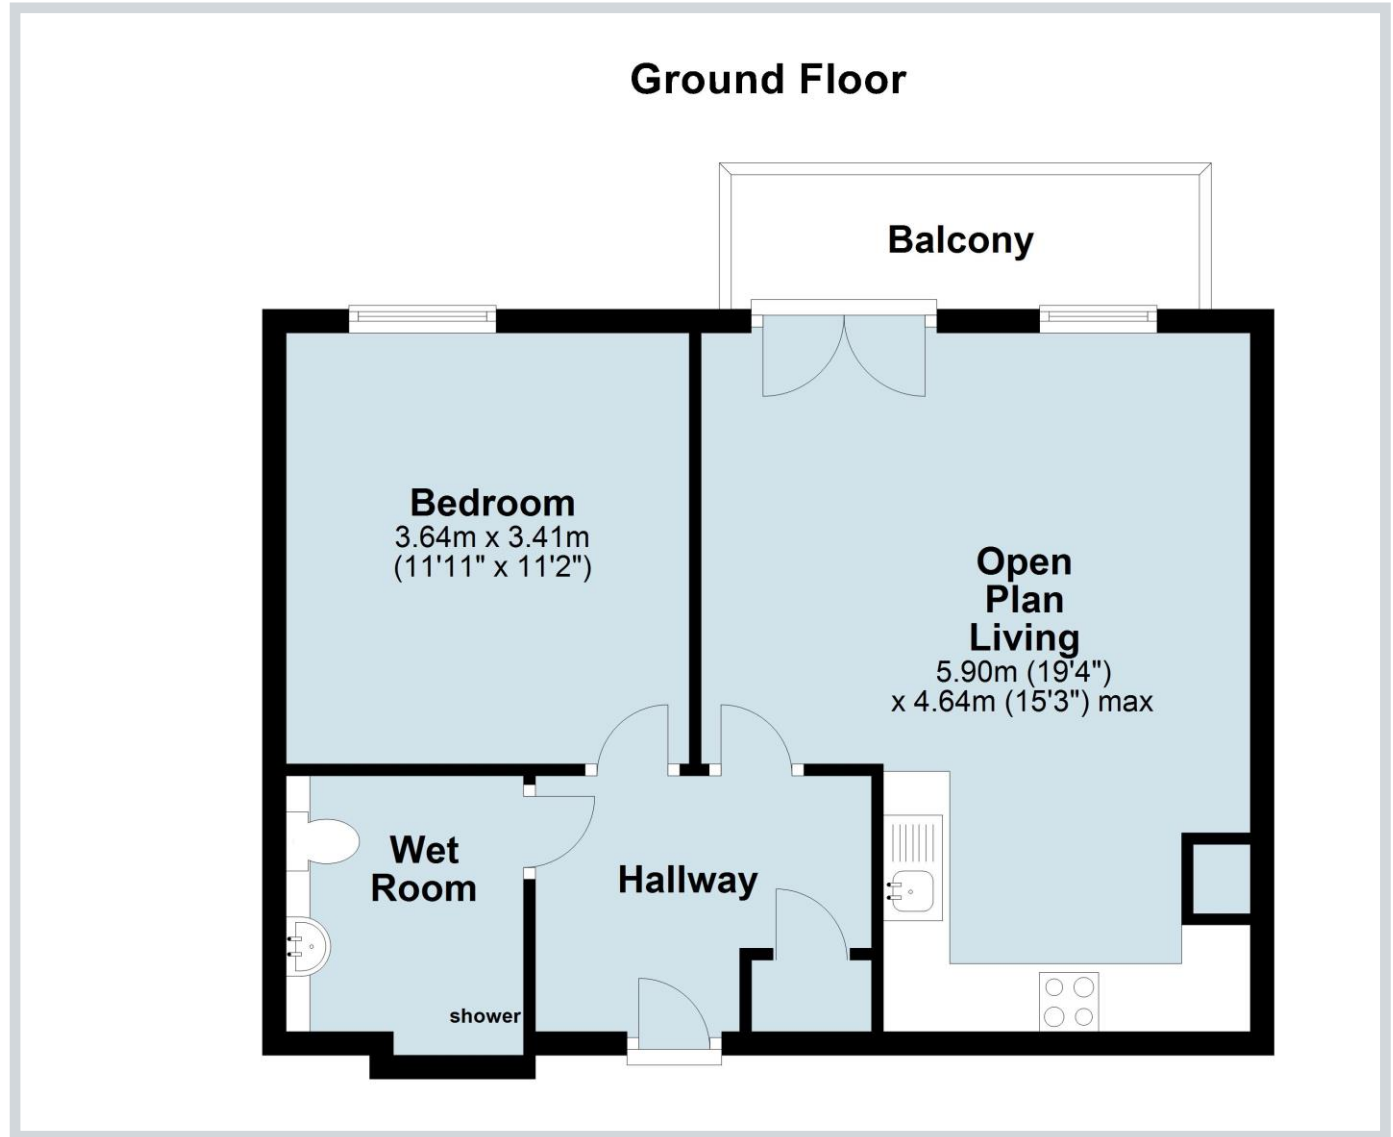 Ground Floor
Balcony
Bedroom
3.64m x 3.41m
(11'11" x 11'2")
Open
Plan
Living
5.90m (19'4")
x 4.64m (15'3") max
Wet
Room
Hallway
shower